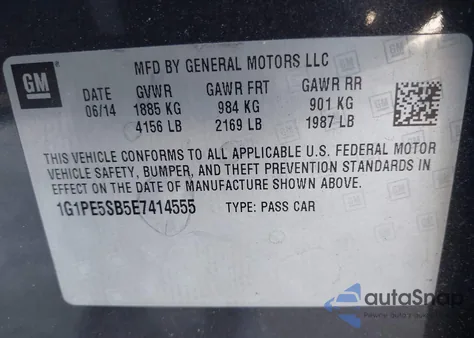 GM
MFD BY GENERAL MOTORS LLC
06/14
GVWR GAWR FRT GAWR RR
1885 KG 984 KG 901 KG
4156 LB 2169 LB 1987 LB
THIS VEHICLE CONFORMS TO ALL APPLICABLE U.S. FEDERAL MOTOR
VEHICLE SAFETY, BUMPER, AND THEFT PREVENTION STANDARDS IN
EFFECT ON THE DATE OF MANUFACTURE SHOWN ABOVE.
1G1PE5SB5E7414555 TYPE: PASS CAR
autoSnap